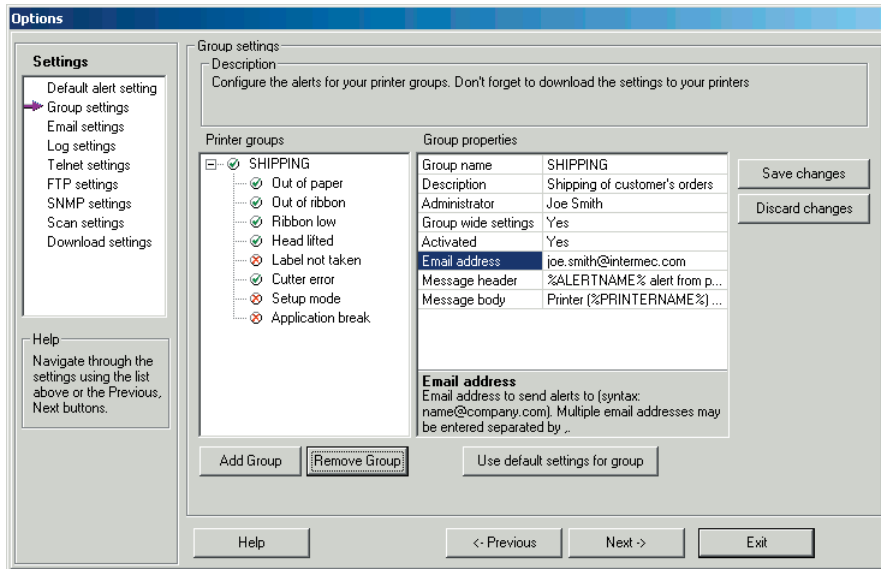 Options
Settings
Default alert setting
Group settings
Email settings
Log settings
Telnet settings
FTP settings
SNMP settings
Scan settings
Download settings
Help
Navigate through the
settings using the list
above or the Previous,
Next buttons.
Group settings
Description
Configure the alerts for your printer groups. Don't forget to download the settings to your printers
Printer groups
SHIPPING
Out of paper
Out of ribbon
Ribbon low
Head lifted
Label not taken
Cutter error
Setup mode
Application break
Group properties
Group name SHIPPING
Description Shipping of customer's orders
Administrator Joe Smith
Group wide settings Yes
Activated Yes
Email address joe.smith@intermec.com
Message header %ALERTNAME% alert from p...
Message body Printer (%PRINTERNAME%) ...
Email address
Email address to send alerts to (syntax:
name@company.com). Multiple email addresses may
be entered separated by ,.
Save changes
Discard changes
Add Group
Remove Group
Use default settings for group
Help
<- Previous
Next ->
Exit